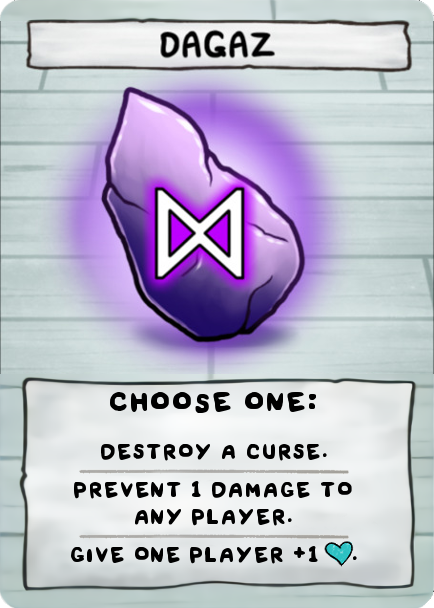 DAGAZ
CHOOSE ONE:
DESTROY A CURSE.
PREVENT 1 DAMAGE TO
ANY PLAYER.
GIVE ONE PLAYER +1 🩵.